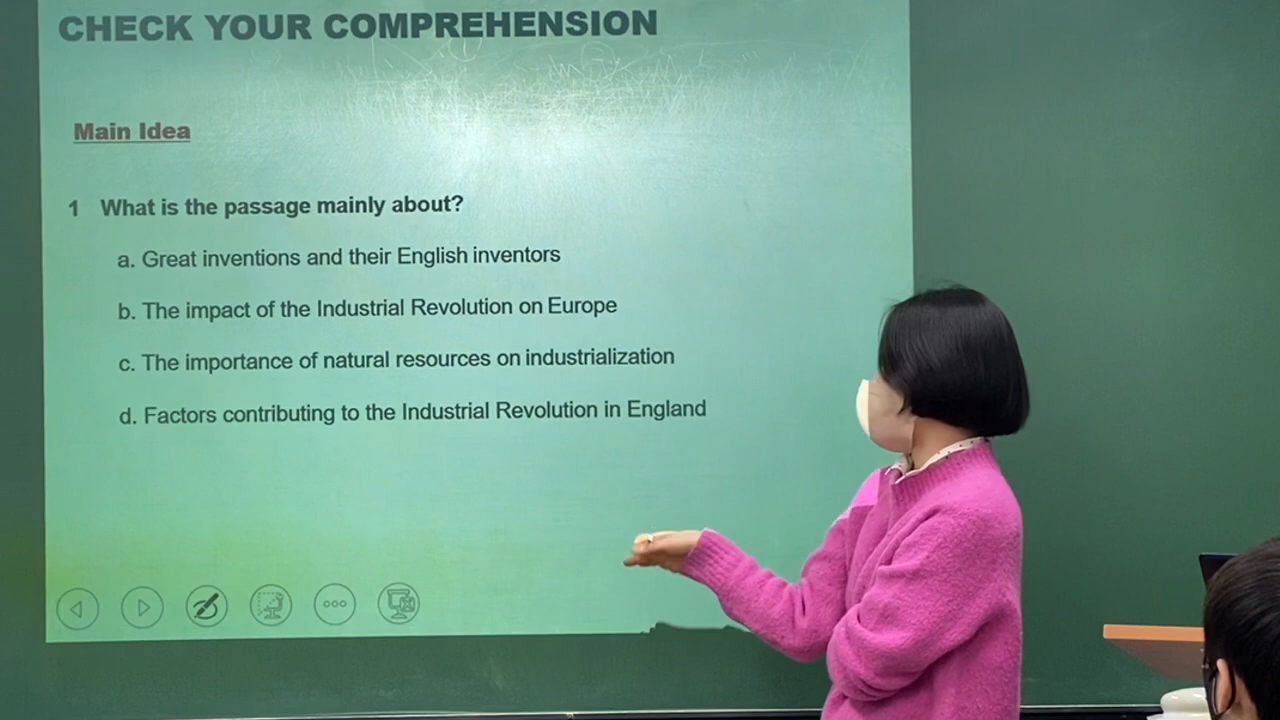 CHECK YOUR COMPREHENSION
Main Idea
1 What is the passage mainly about?
a. Great inventions and their English inventors
b. The impact of the Industrial Revolution on Europe
c. The importance of natural resources on industrialization
d. Factors contributing to the Industrial Revolution in England